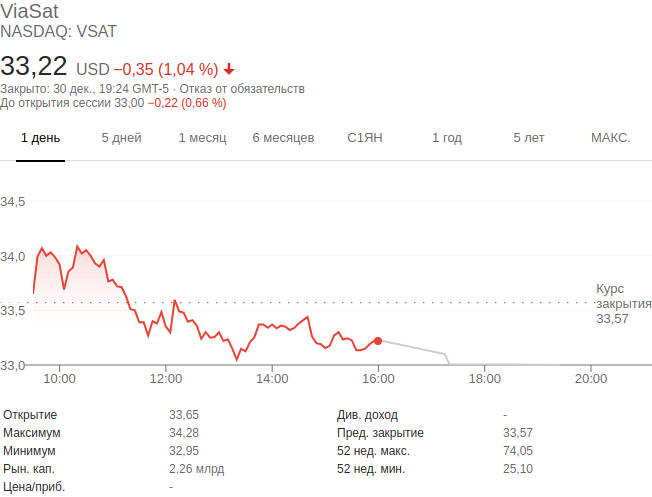 ViaSat
NASDAQ: VSAT
33,22 USD −0,35 (1,04 %)
Закрыто: 30 дек., 19:24 GMT-5 · Отказ от обязательств
До открытия сессии 33,00 −0,22 (0,66 %)
1 день 5 дней 1 месяц 6 месяцев С1ЯН 1 год 5 лет МАКС.
34,5
34,0
Курс
закрытия
33,57
33,5
33,0
10:00 12:00 14:00 16:00 18:00 20:00
Открытие 33,65 Див. доход -
Максимум 34,28 Пред. закрытие 33,57
Минимум 32,95 52 нед. макс. 74,05
Рын. кап. 2,26 млрд 52 нед. мин. 25,10
Цена/приб. -